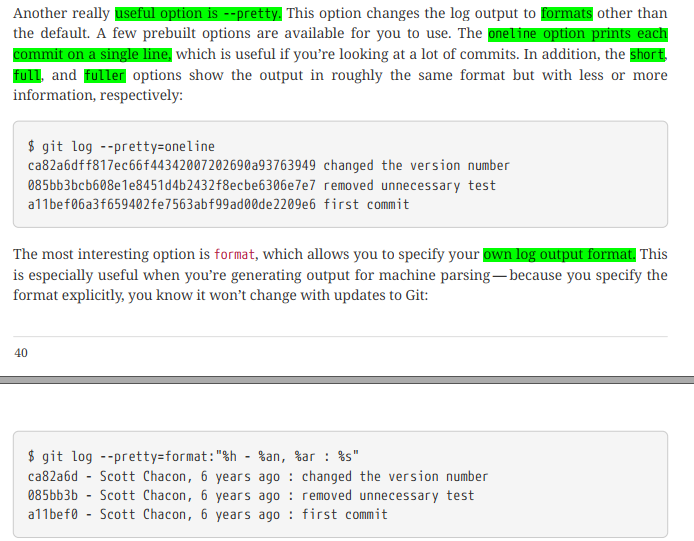 Another really useful option is --pretty. This option changes the log output to formats other than
the default. A few prebuilt options are available for you to use. The oneline option prints each
commit on a single line, which is useful if you’re looking at a lot of commits. In addition, the short,
full, and fuller options show the output in roughly the same format but with less or more
information, respectively:
$ git log --pretty=oneline
ca82a6dff817ec66f44342007202690a93763949 changed the version number
085bb3bcb608e1e8451d4b2432f8ecbe6306e7e7 removed unnecessary test
a11bef06a3f659402fe7563abf99ad00de2209e6 first commit
The most interesting option is format, which allows you to specify your own log output format. This
is especially useful when you’re generating output for machine parsing — because you specify the
format explicitly, you know it won’t change with updates to Git:
40
$ git log --pretty=format:"%h - %an, %ar : %s"
ca82a6d - Scott Chacon, 6 years ago : changed the version number
085bb3b - Scott Chacon, 6 years ago : removed unnecessary test
a11bef0 - Scott Chacon, 6 years ago : first commit